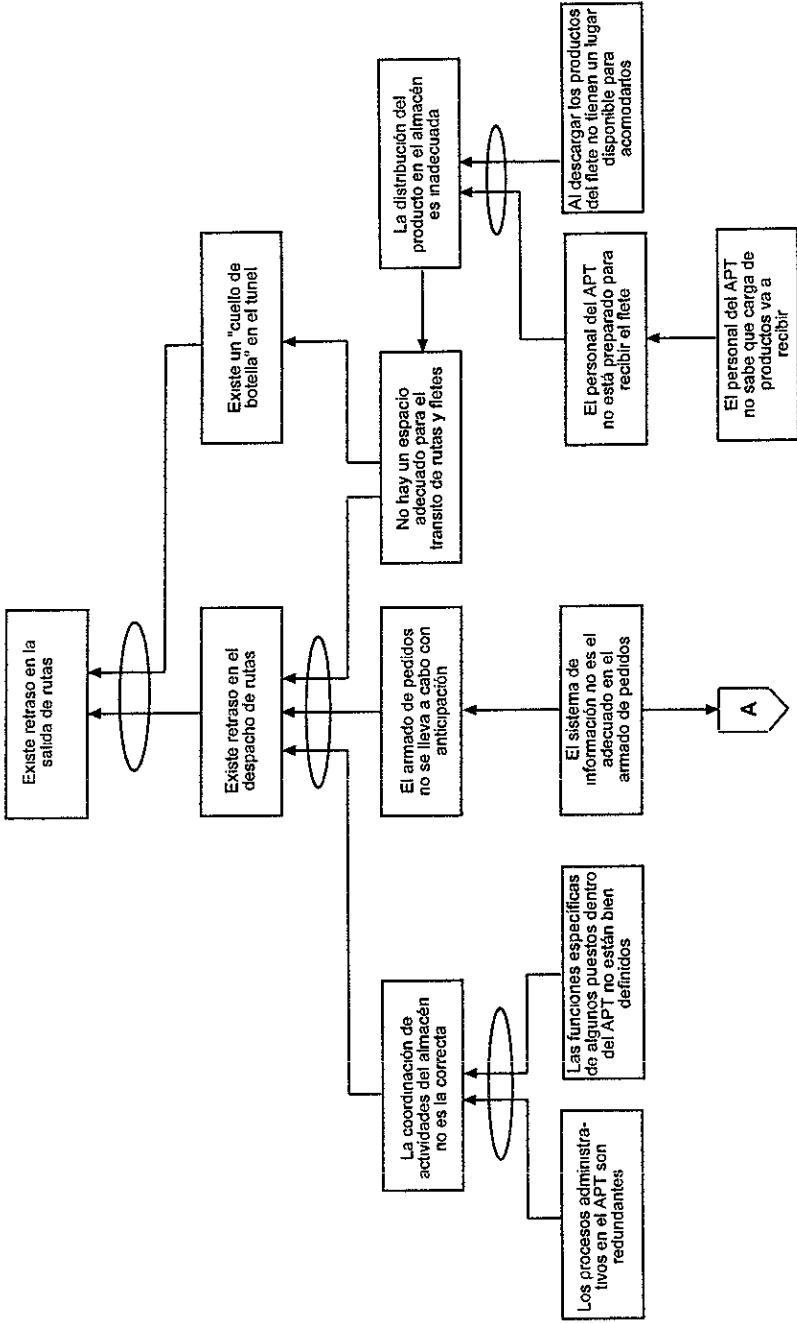 Existe retraso en la
salida de rutas
Existe retraso en el
despacho de rutas
Existe un "cuello de
botella" en el tunel
La coordinación de
actividades del almacén
no es la correcta
El armado de pedidos
no se lleva a cabo con
anticipación
No hay un espacio
adecuado para el
transito de rutas y fletes
La distribución del
producto en el almacén
es inadecuada
Los procesos administra-
tivos en el APT son
redundantes
Las funciones específicas
de algunos puestos dentro
del APT no están bien
definidos
El sistema de
información no es el
adecuado en el
armado de pedidos
El personal del APT
no está preparado para
recibir el flete
Al descargar los productos
del flete no tienen un lugar
disponible para
acomodarlos
A
El personal del APT
no sabe que carga de
productos va a
recibir